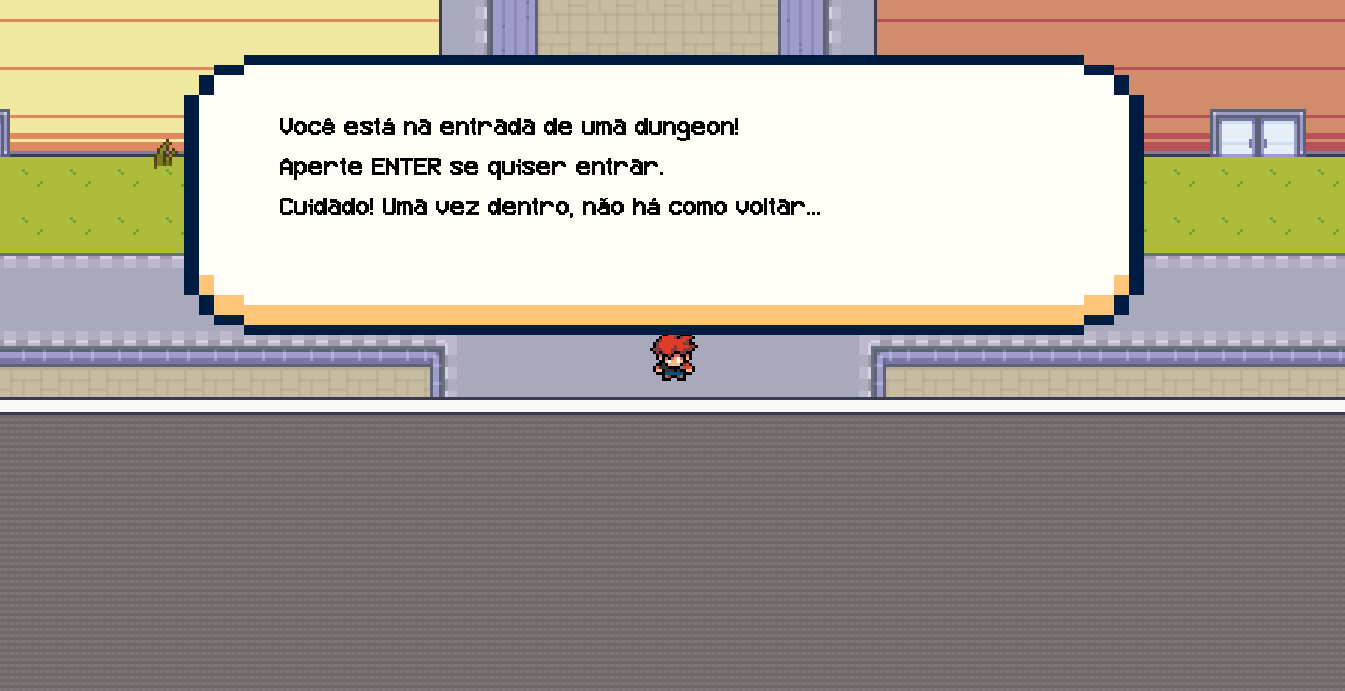 Você está na entrada de uma dungeon!
Aperte ENTER se quiser entrar.
Cuidado! Uma vez dentro, não há como voltar...